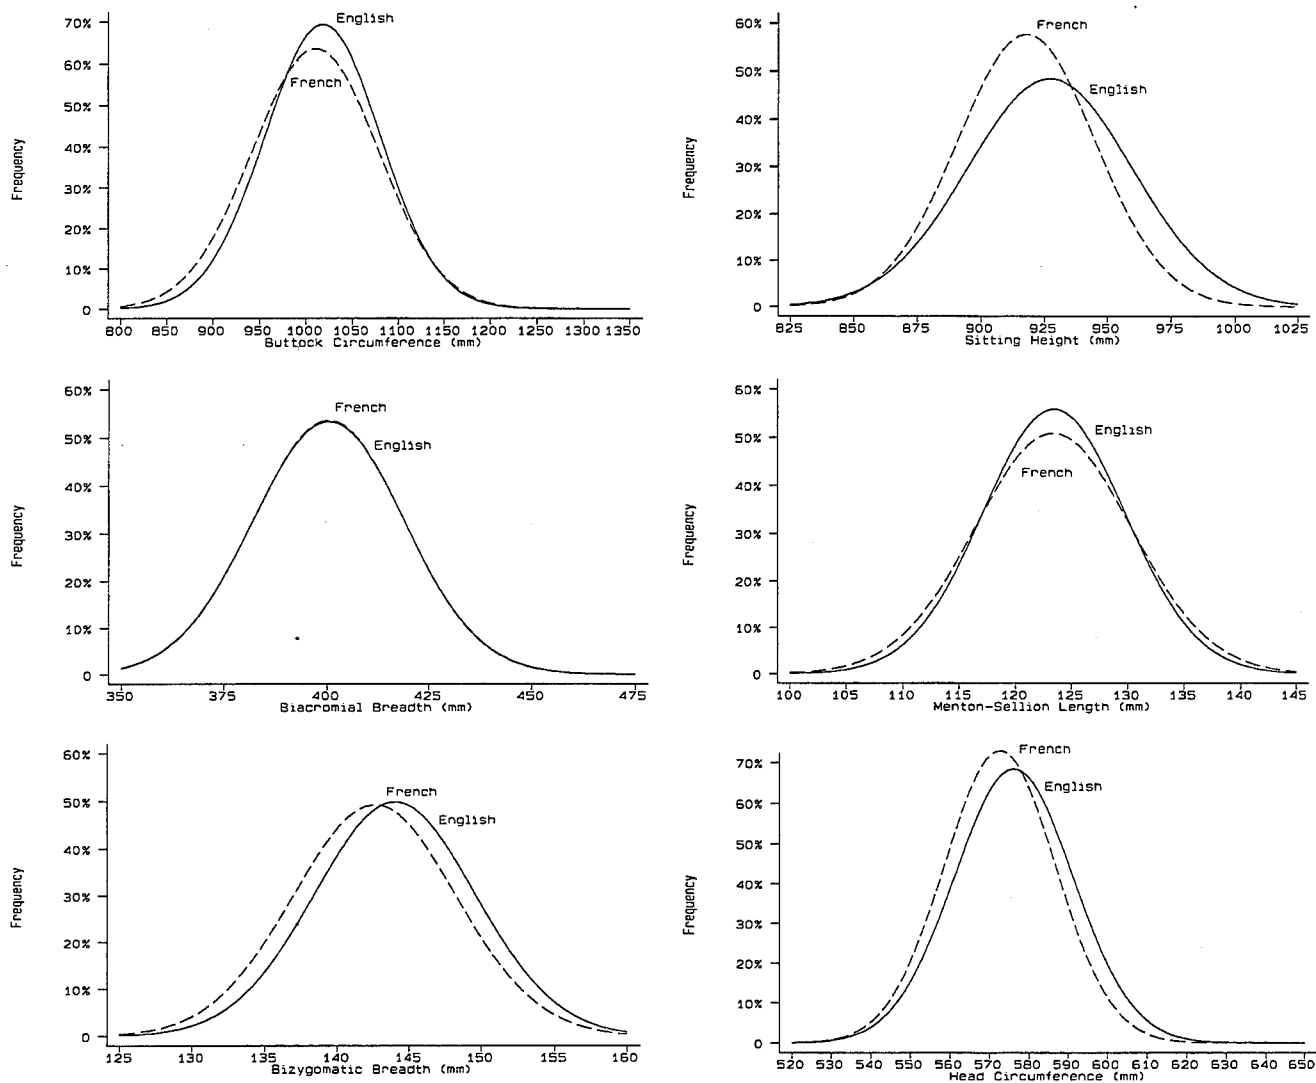 70%
60%
50%
40%
30%
20%
10%
0
Frequency
English
French
800 850 900 950 1000 1050 1100 1150 1200 1250 1300 1350
Buttock Circumference (mm)
60%
50%
40%
30%
20%
10%
0
Frequency
French
English
825 850 875 900 925 950 975 1000 1025
Sitting Height (mm)
60%
50%
40%
30%
20%
10%
0
Frequency
French
English
350 375 400 425 450 475
Biacromial Breadth (mm)
60%
50%
40%
30%
20%
10%
0
Frequency
English
French
100 105 110 115 120 125 130 135 140 145
Menton-Sellion Length (mm)
60%
50%
40%
30%
20%
10%
0
Frequency
French
English
125 130 135 140 145 150 155 160
Bizygomatic Breadth (mm)
70%
60%
50%
40%
30%
20%
10%
0
Frequency
French
English
520 530 540 550 560 570 580 590 600 610 620 630 640 650
Head Circumference (mm)